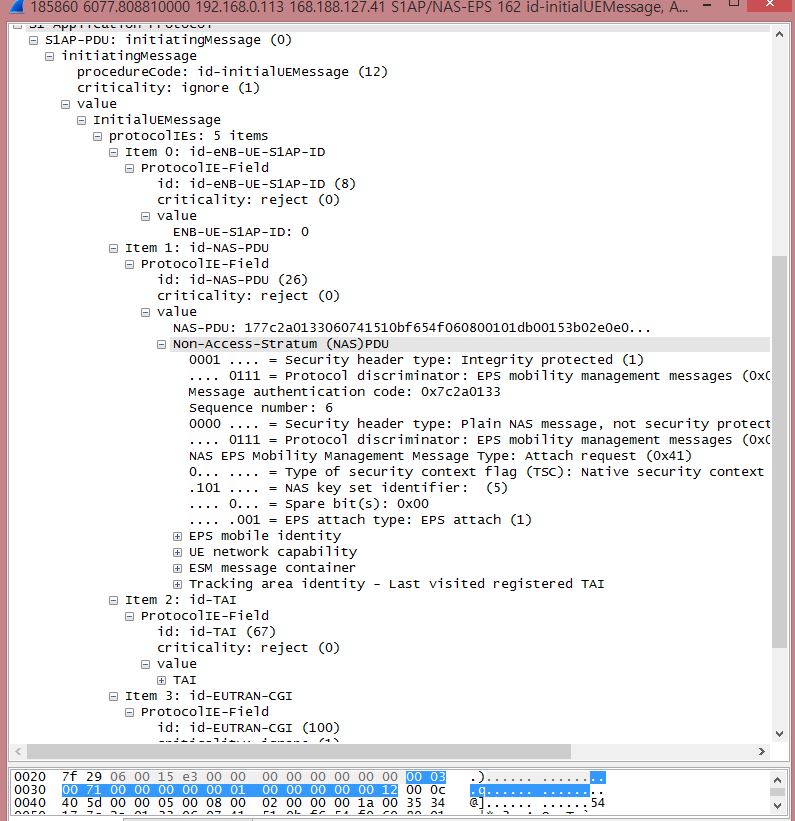 185860 6077.808810000 192.168.0.113 168.188.127.41 S1AP/NAS-EPS 162 id-initialUEMessage, A...
S1 Application Protocol
S1AP-PDU: initiatingMessage (0)
initiatingMessage
procedureCode: id-initialUEMessage (12)
criticality: ignore (1)
value
InitialUEMessage
protocolIEs: 5 items
Item 0: id-eNB-UE-S1AP-ID
ProtocolIE-Field
id: id-eNB-UE-S1AP-ID (8)
criticality: reject (0)
value
ENB-UE-S1AP-ID: 0
Item 1: id-NAS-PDU
ProtocolIE-Field
id: id-NAS-PDU (26)
criticality: reject (0)
value
NAS-PDU: 177c2a0133060741510bf654f060800101db00153b02e0e0...
Non-Access-Stratum (NAS)PDU
0001 .... = Security header type: Integrity protected (1)
.... 0111 = Protocol discriminator: EPS mobility management messages (0x0
Message authentication code: 0x7c2a0133
Sequence number: 6
0000 .... = Security header type: Plain NAS message, not security protect
.... 0111 = Protocol discriminator: EPS mobility management messages (0x0
NAS EPS Mobility Management Message Type: Attach request (0x41)
0... .... = Type of security context flag (TSC): Native security context
.101 .... = NAS key set identifier:  (5)
.... 0... = Spare bit(s): 0x00
.... .001 = EPS attach type: EPS attach (1)
EPS mobile identity
UE network capability
ESM message container
Tracking area identity - Last visited registered TAI
Item 2: id-TAI
ProtocolIE-Field
id: id-TAI (67)
criticality: reject (0)
value
TAI
Item 3: id-EUTRAN-CGI
ProtocolIE-Field
id: id-EUTRAN-CGI (100)
criticality: ignore (1)
0020 7f 29 06 00 15 e3 00 00 00 00 00 00 00 00 00 03 .)...... ........
0030 00 71 00 00 00 00 00 01 00 00 00 00 00 12 00 0c .q...... ........
0040 40 5d 00 00 05 00 08 00 02 00 00 00 1a 00 35 34 @]...... ......54